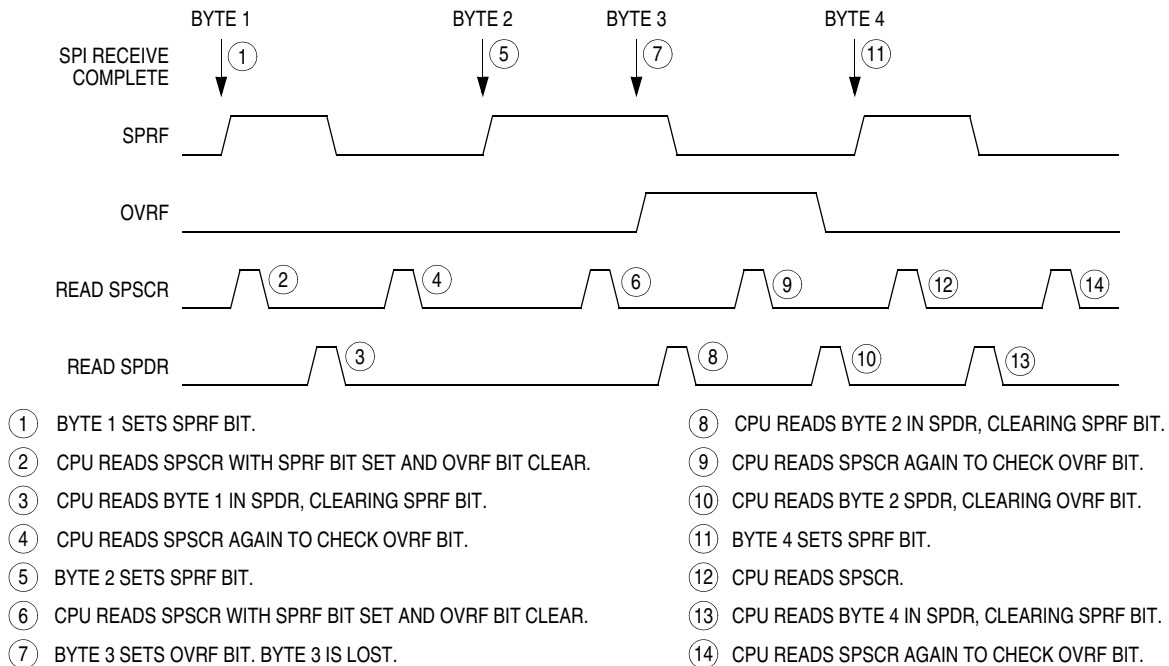 BYTE 1 BYTE 2 BYTE 3 BYTE 4
SPI RECEIVE
COMPLETE
1 5 7 11
SPRF
OVRF
READ SPSCR
2 4 6 9 12 14
READ SPDR
3 8 10 13
1 BYTE 1 SETS SPRF BIT.
2 CPU READS SPSCR WITH SPRF BIT SET AND OVRF BIT CLEAR.
3 CPU READS BYTE 1 IN SPDR, CLEARING SPRF BIT.
4 CPU READS SPSCR AGAIN TO CHECK OVRF BIT.
5 BYTE 2 SETS SPRF BIT.
6 CPU READS SPSCR WITH SPRF BIT SET AND OVRF BIT CLEAR.
7 BYTE 3 SETS OVRF BIT. BYTE 3 IS LOST.
8 CPU READS BYTE 2 IN SPDR, CLEARING SPRF BIT.
9 CPU READS SPSCR AGAIN TO CHECK OVRF BIT.
10 CPU READS BYTE 2 SPDR, CLEARING OVRF BIT.
11 BYTE 4 SETS SPRF BIT.
12 CPU READS SPSCR.
13 CPU READS BYTE 4 IN SPDR, CLEARING SPRF BIT.
14 CPU READS SPSCR AGAIN TO CHECK OVRF BIT.